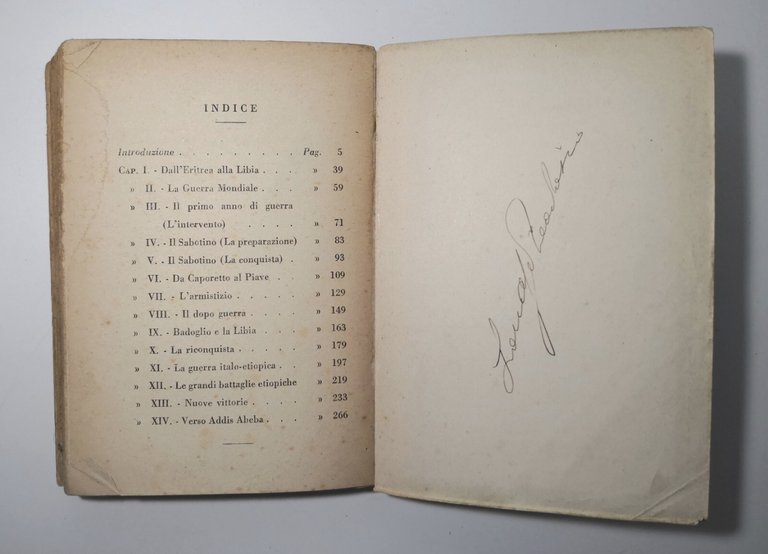 INDICE
Introduzione . . . . . . . . Pag. 5
CAP. I. - Dall'Eritrea alla Libia . . . » 39
» II. - La Guerra Mondiale . . . » 59
» III. - Il primo anno di guerra
(L'intervento) . . . . » 71
» IV. - Il Sabotino (La preparazione) » 83
» V. - Il Sabotino (La conquista) . » 93
» VI. - Da Caporetto al Piave . . » 109
» VII. - L'armistizio . . . . . » 129
» VIII. - Il dopo guerra . . . . » 149
» IX. - Badoglio e la Libia . . . » 163
» X. - La riconquista . . . . . » 179
» XI. - La guerra italo-etiopica . . » 197
» XII. - Le grandi battaglie etiopiche » 219
» XIII. - Nuove vittorie . . . . » 233
» XIV. - Verso Addis Abeba . . . » 266